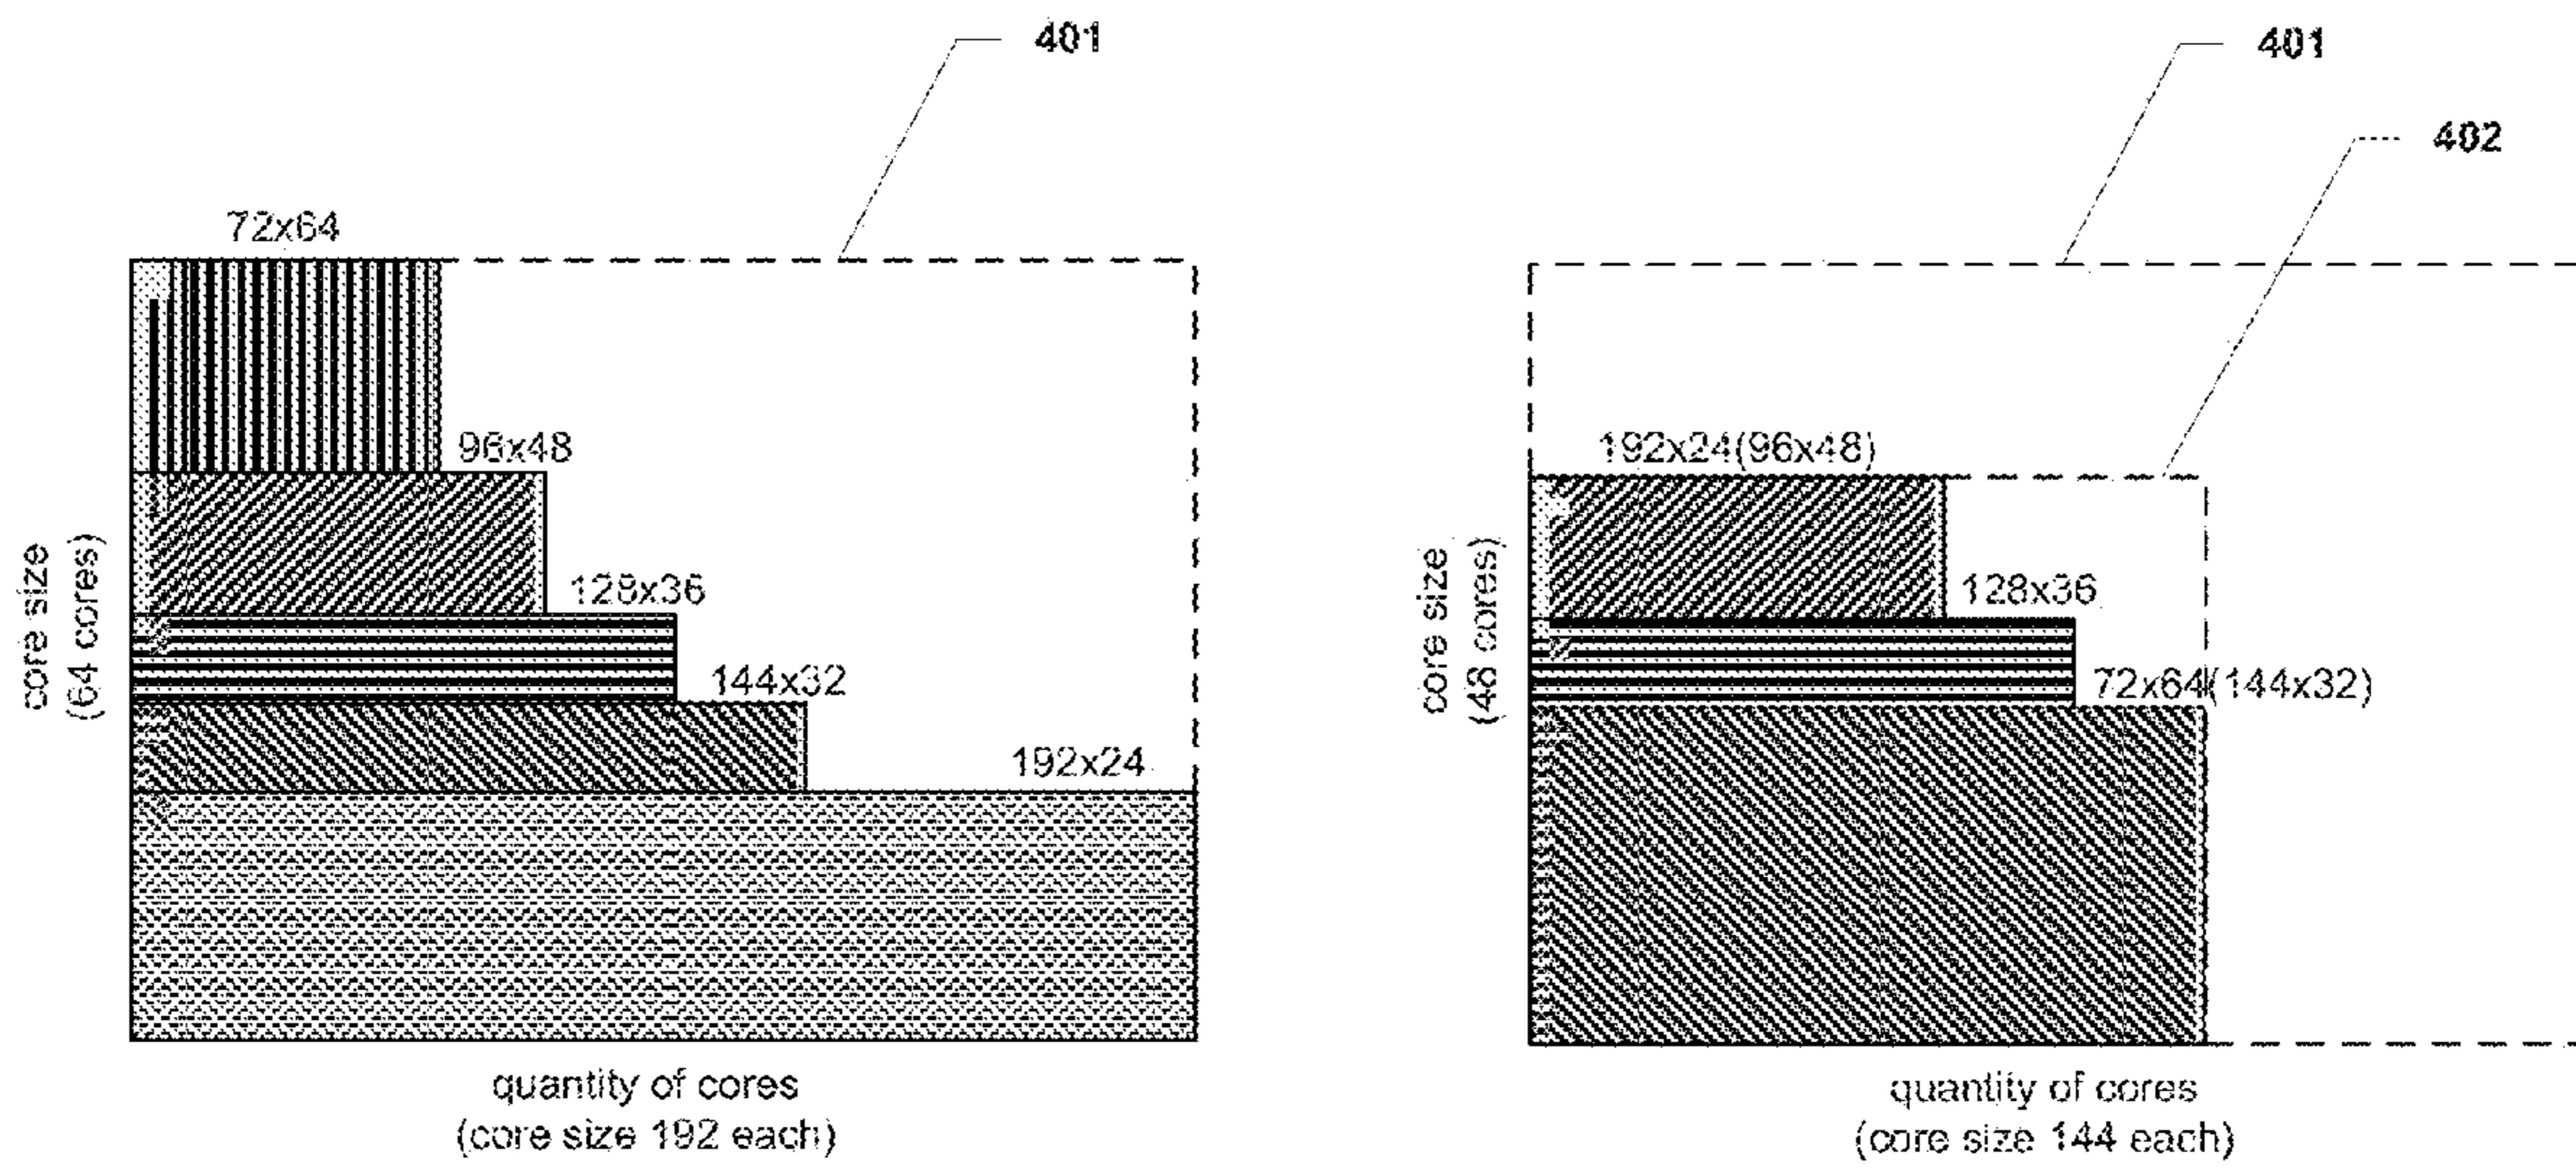 401
72x64
96x48
128x36
144x32
192x24
core size
(64 cores)
quantity of cores
(core size 192 each)
401
402
192x24(96x48)
128x36
72x64(144x32)
core size
(48 cores)
quantity of cores
(core size 144 each)